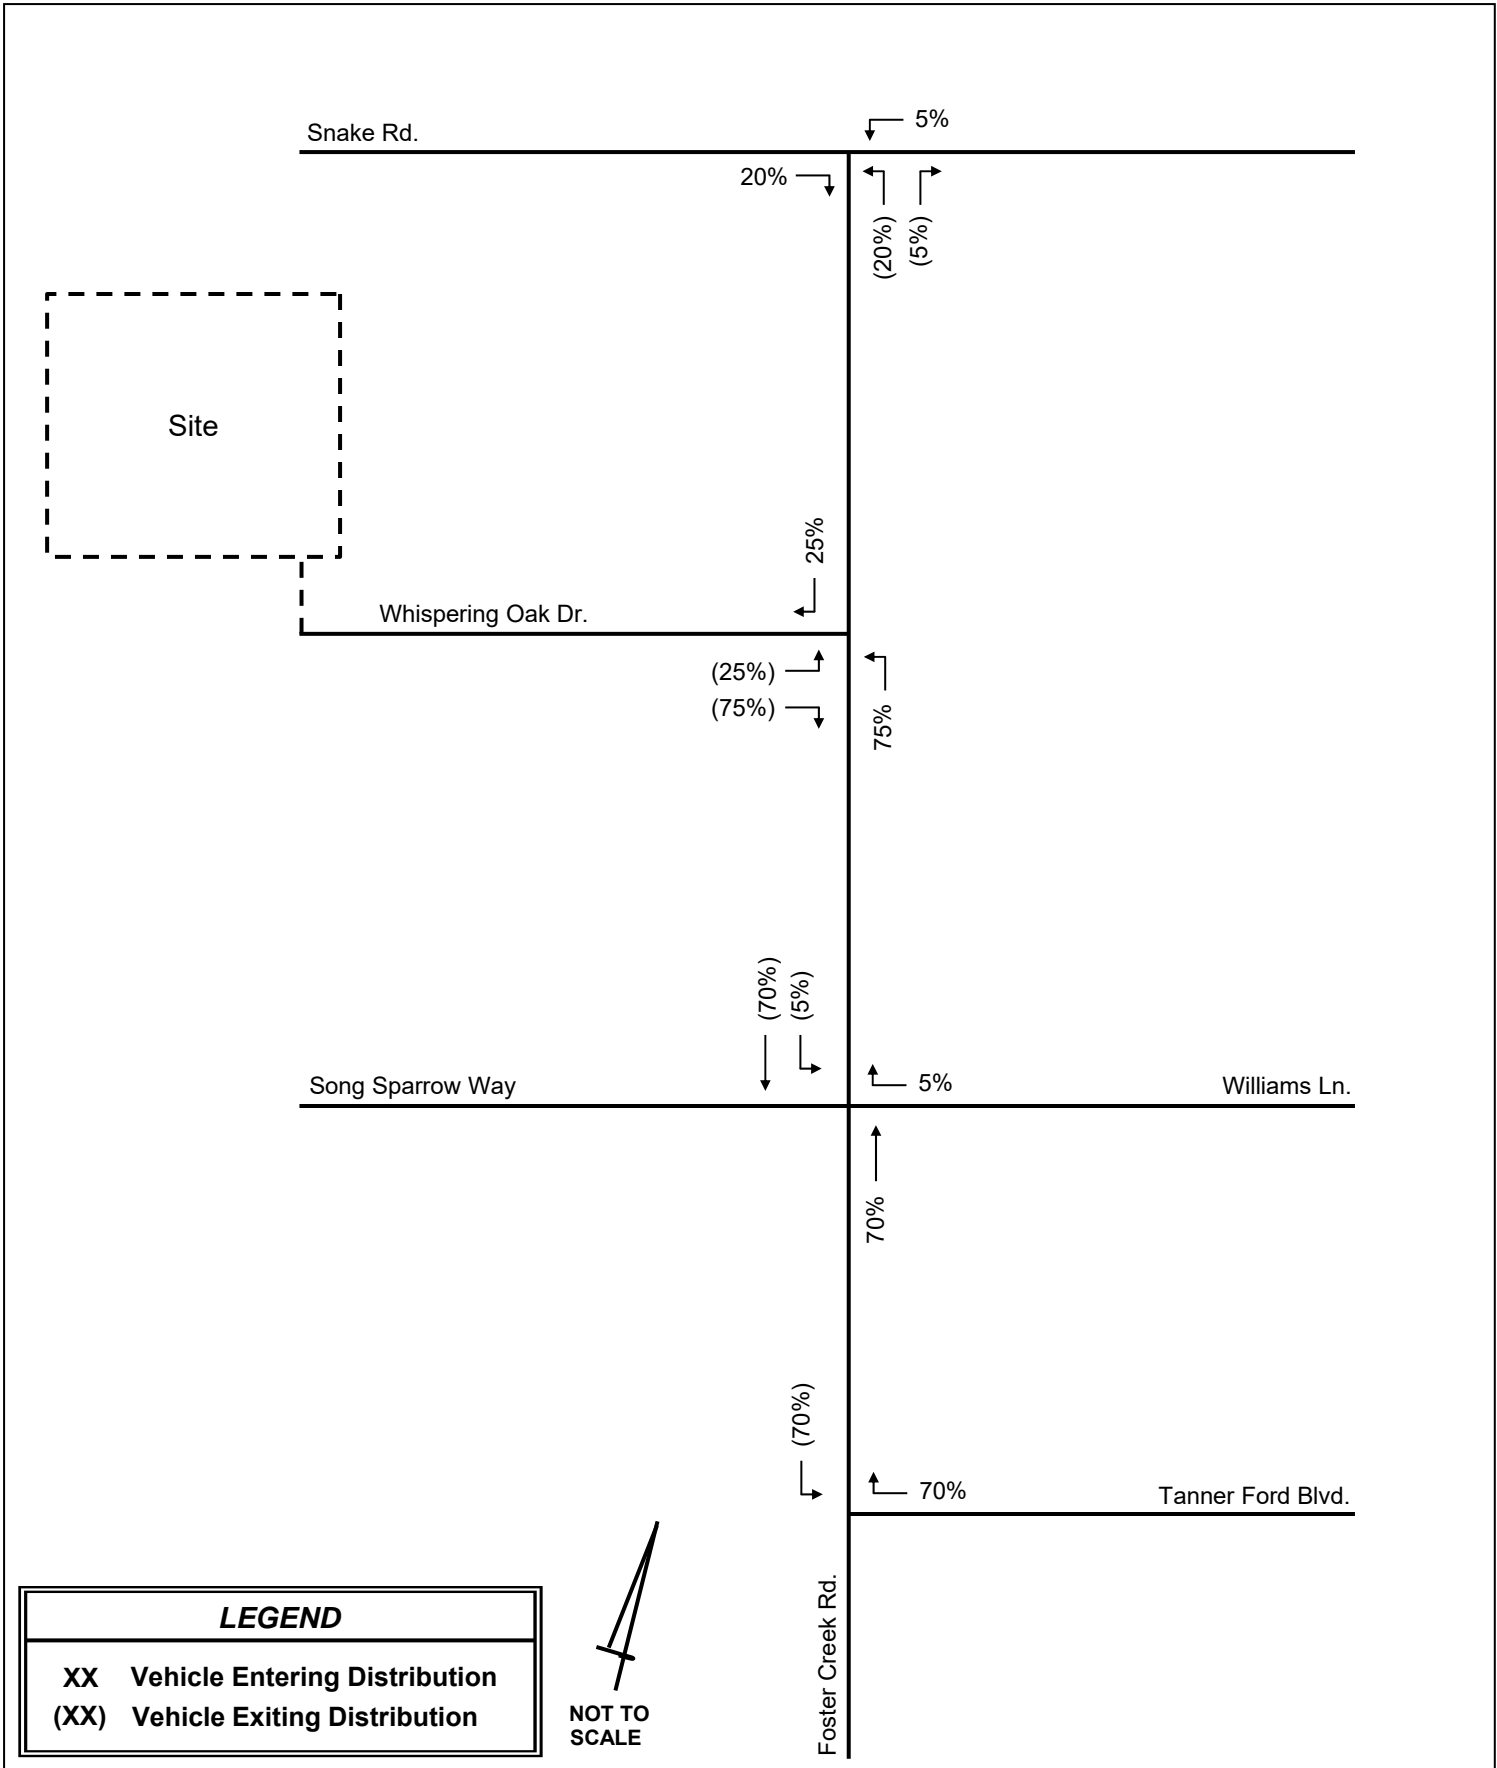 5%
Snake Rd.
20%
(20%)
(5%)
Site
25%
Whispering Oak Dr.
(25%)
(75%)
75%
(70%)
(5%)
Song Sparrow Way
5%
Williams Ln.
70%
(70%)
70%
Tanner Ford Blvd.
Foster Creek Rd.
LEGEND
XX Vehicle Entering Distribution
(XX) Vehicle Exiting Distribution
NOT TO
SCALE